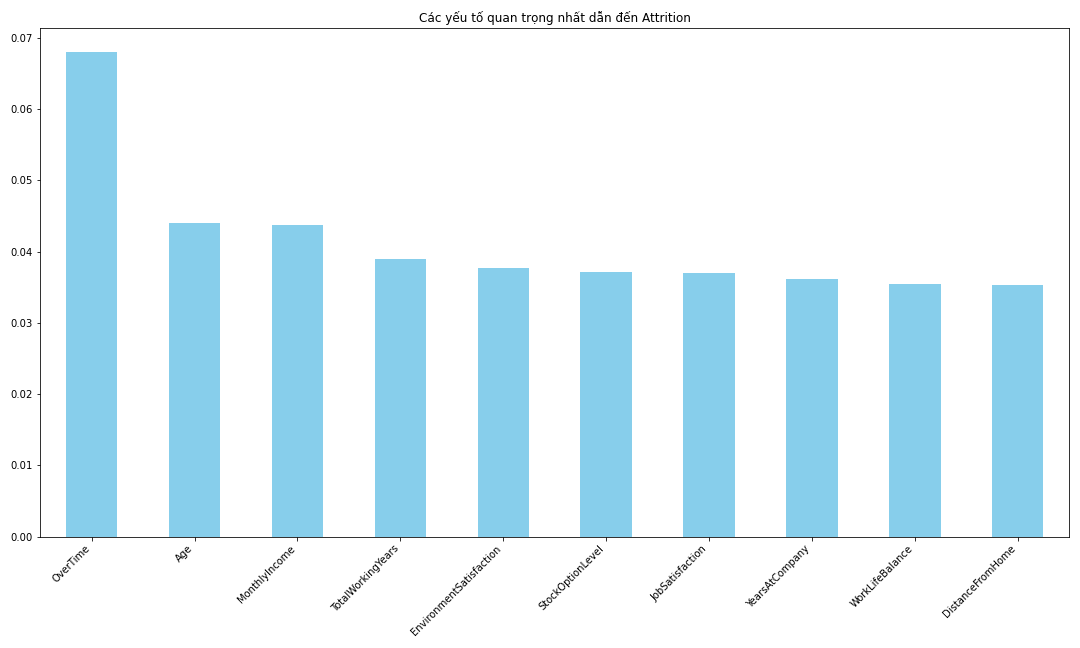 Các yếu tố quan trọng nhất dẫn đến Attrition
0.07
0.06
0.05
0.04
0.03
0.02
0.01
0.00
OverTime
Age
MonthlyIncome
TotalWorkingYears
EnvironmentSatisfaction
StockOptionLevel
JobSatisfaction
YearsAtCompany
WorkLifeBalance
DistanceFromHome